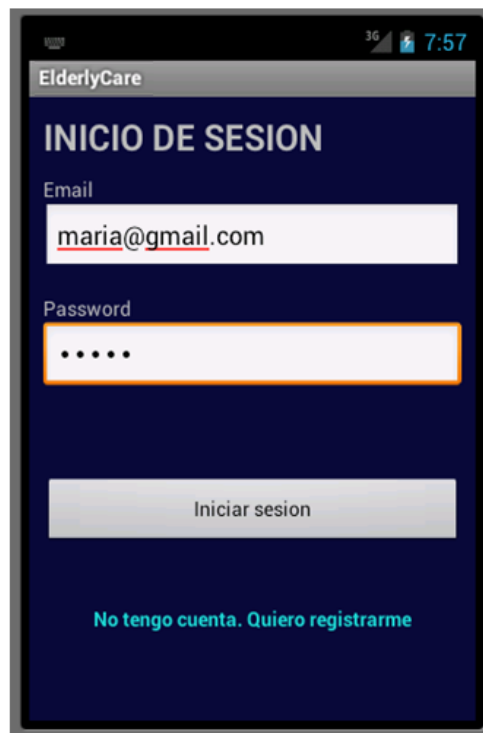 3G 7:57
ElderlyCare
INICIO DE SESION
Email
maria@gmail.com
Password
•••••
Iniciar sesion
No tengo cuenta. Quiero registrarme